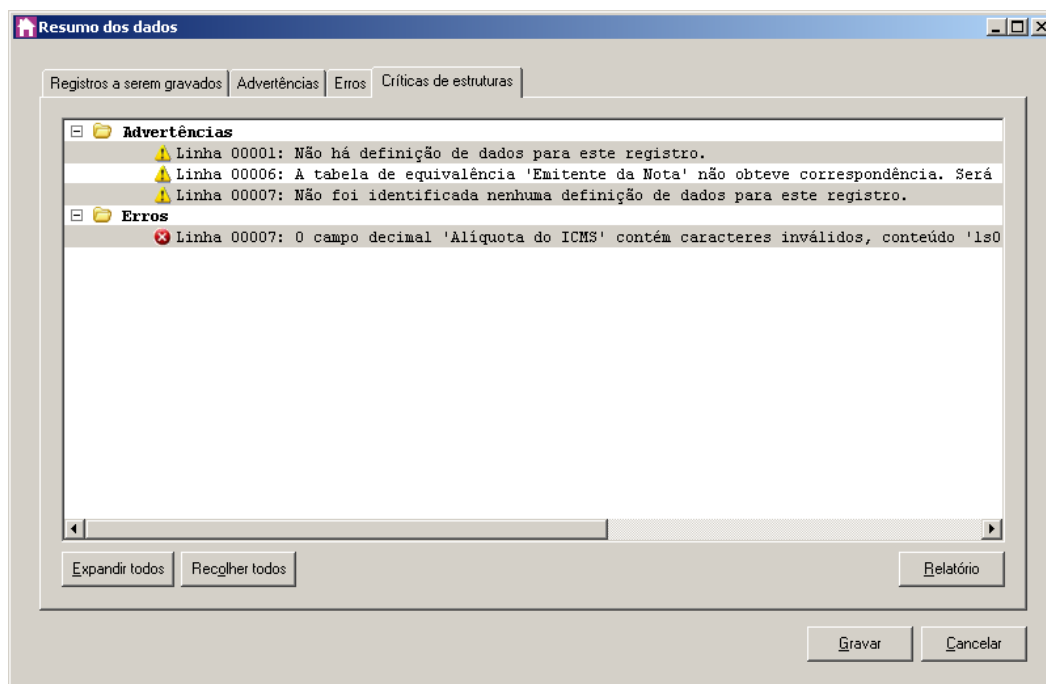 Resumo dos dados
Registros a serem gravados Advertências Erros Críticas de estruturas
Advertências
Linha 00001: Não há definição de dados para este registro.
Linha 00006: A tabela de equivalência 'Emitente da Nota' não obteve correspondência. Será
Linha 00007: Não foi identificada nenhuma definição de dados para este registro.
Erros
Linha 00007: O campo decimal 'Alíquota do ICMS' contém caracteres inválidos, conteúdo '1s0
Expandir todos Recolher todos Relatório
Gravar Cancelar